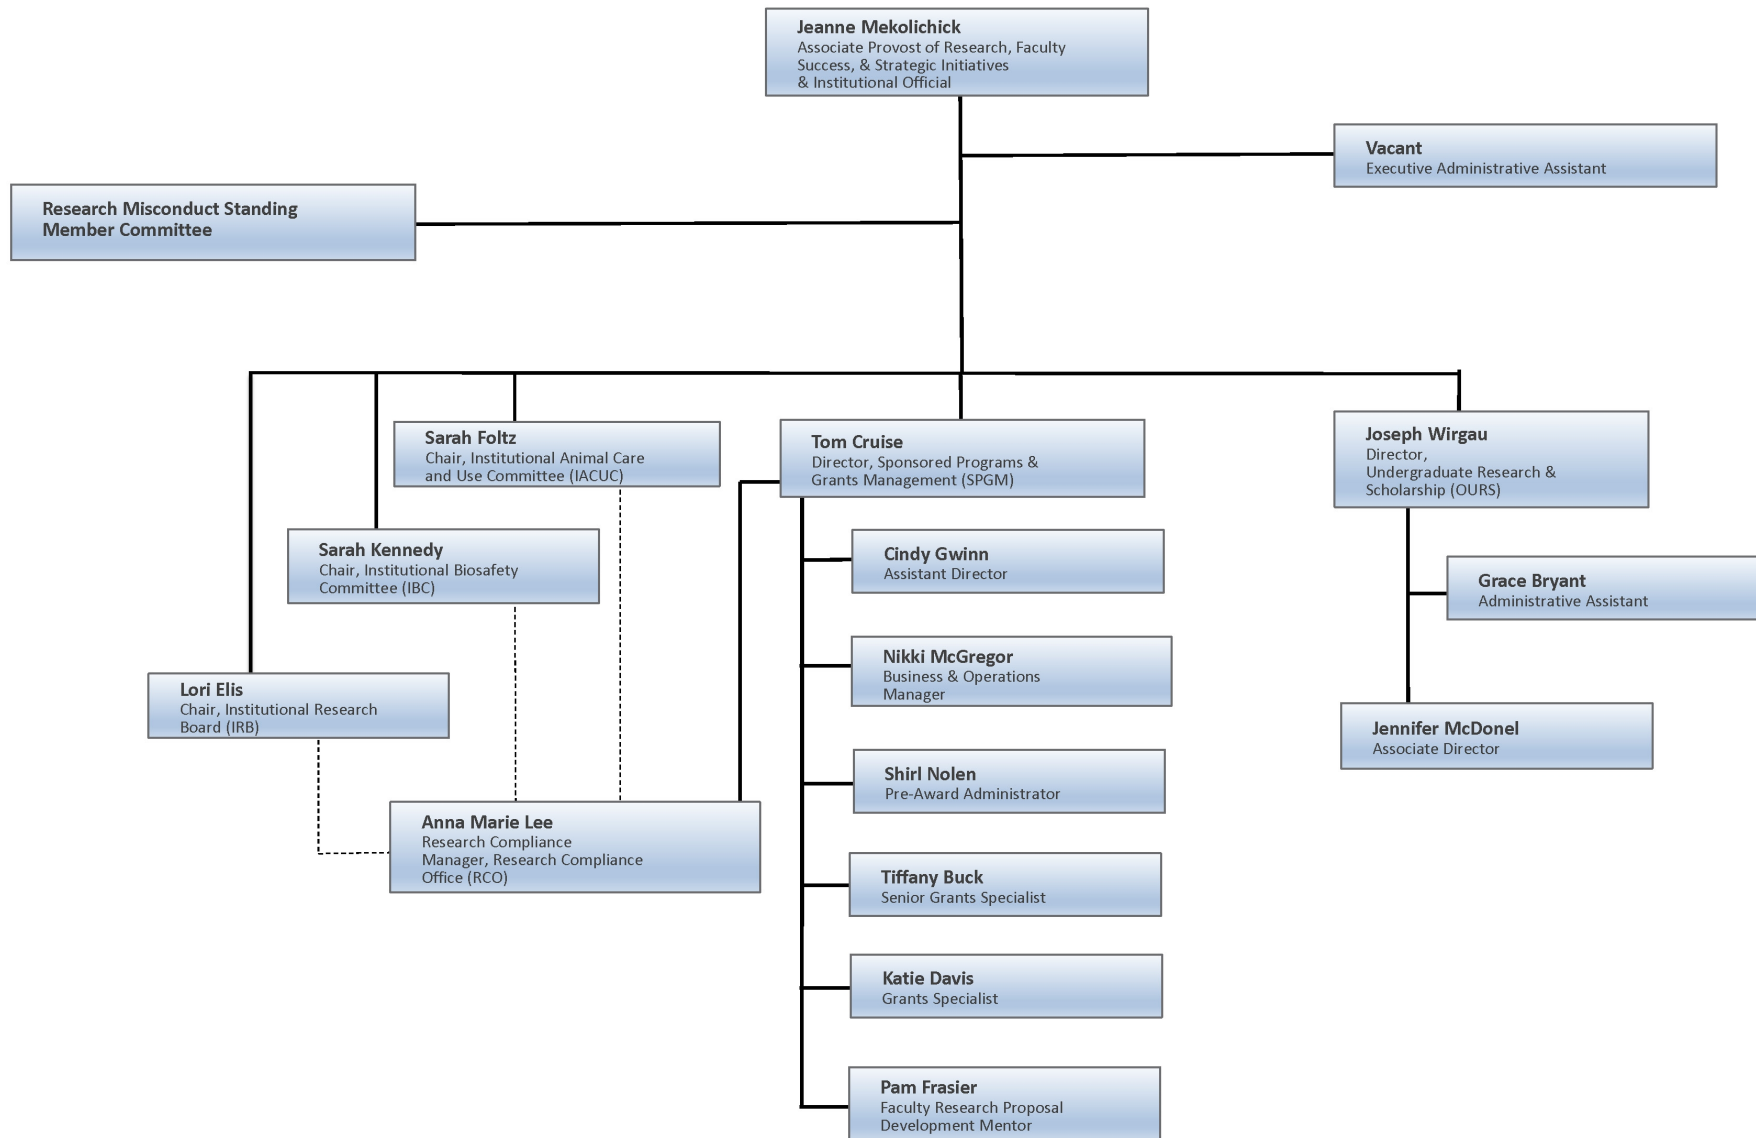 Jeanne Mekolichick
Associate Provost of Research, Faculty
Success, & Strategic Initiatives
& Institutional Official
Vacant
Executive Administrative Assistant
Research Misconduct Standing
Member Committee
Sarah Foltz
Chair, Institutional Animal Care
and Use Committee (IACUC)
Tom Cruise
Director, Sponsored Programs &
Grants Management (SPGM)
Joseph Wirgau
Director,
Undergraduate Research &
Scholarship (OURS)
Sarah Kennedy
Chair, Institutional Biosafety
Committee (IBC)
Cindy Gwinn
Assistant Director
Grace Bryant
Administrative Assistant
Lori Elis
Chair, Institutional Research
Board (IRB)
Nikki McGregor
Business & Operations
Manager
Jennifer McDonel
Associate Director
Shirl Nolen
Pre-Award Administrator
Anna Marie Lee
Research Compliance
Manager, Research Compliance
Office (RCO)
Tiffany Buck
Senior Grants Specialist
Katie Davis
Grants Specialist
Pam Frasier
Faculty Research Proposal
Development Mentor